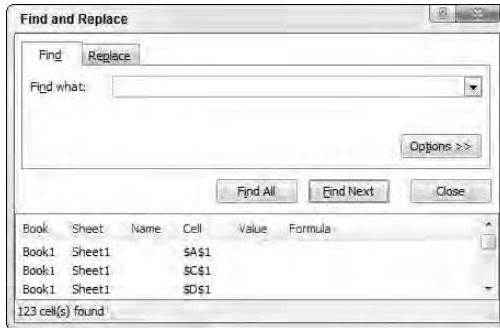 Find and Replace
Find Replace
Find what:
Options >>
Find All Find Next Close
Book Sheet Name Cell Value Formula
Book1 Sheet1 $A$1
Book1 Sheet1 $C$1
Book1 Sheet1 $D$1
123 cell(s) found